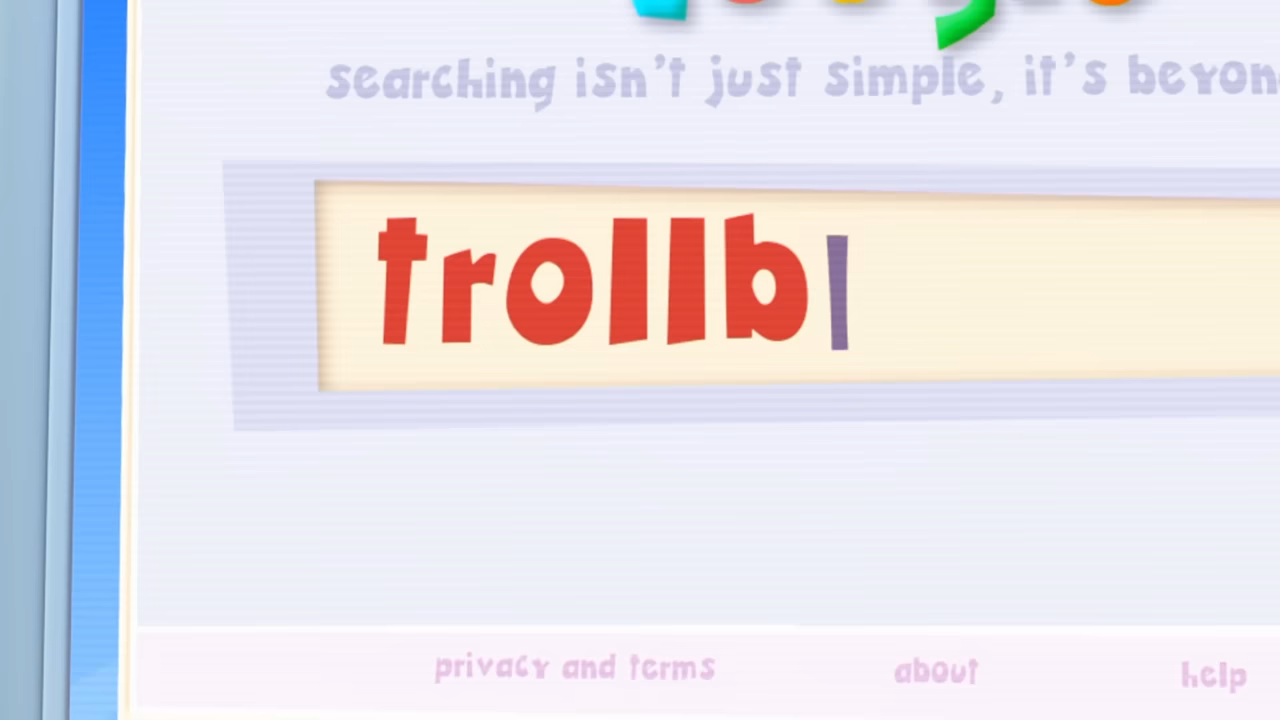 searching isn't just simple, it's beyon
trollb
privacy and terms about help